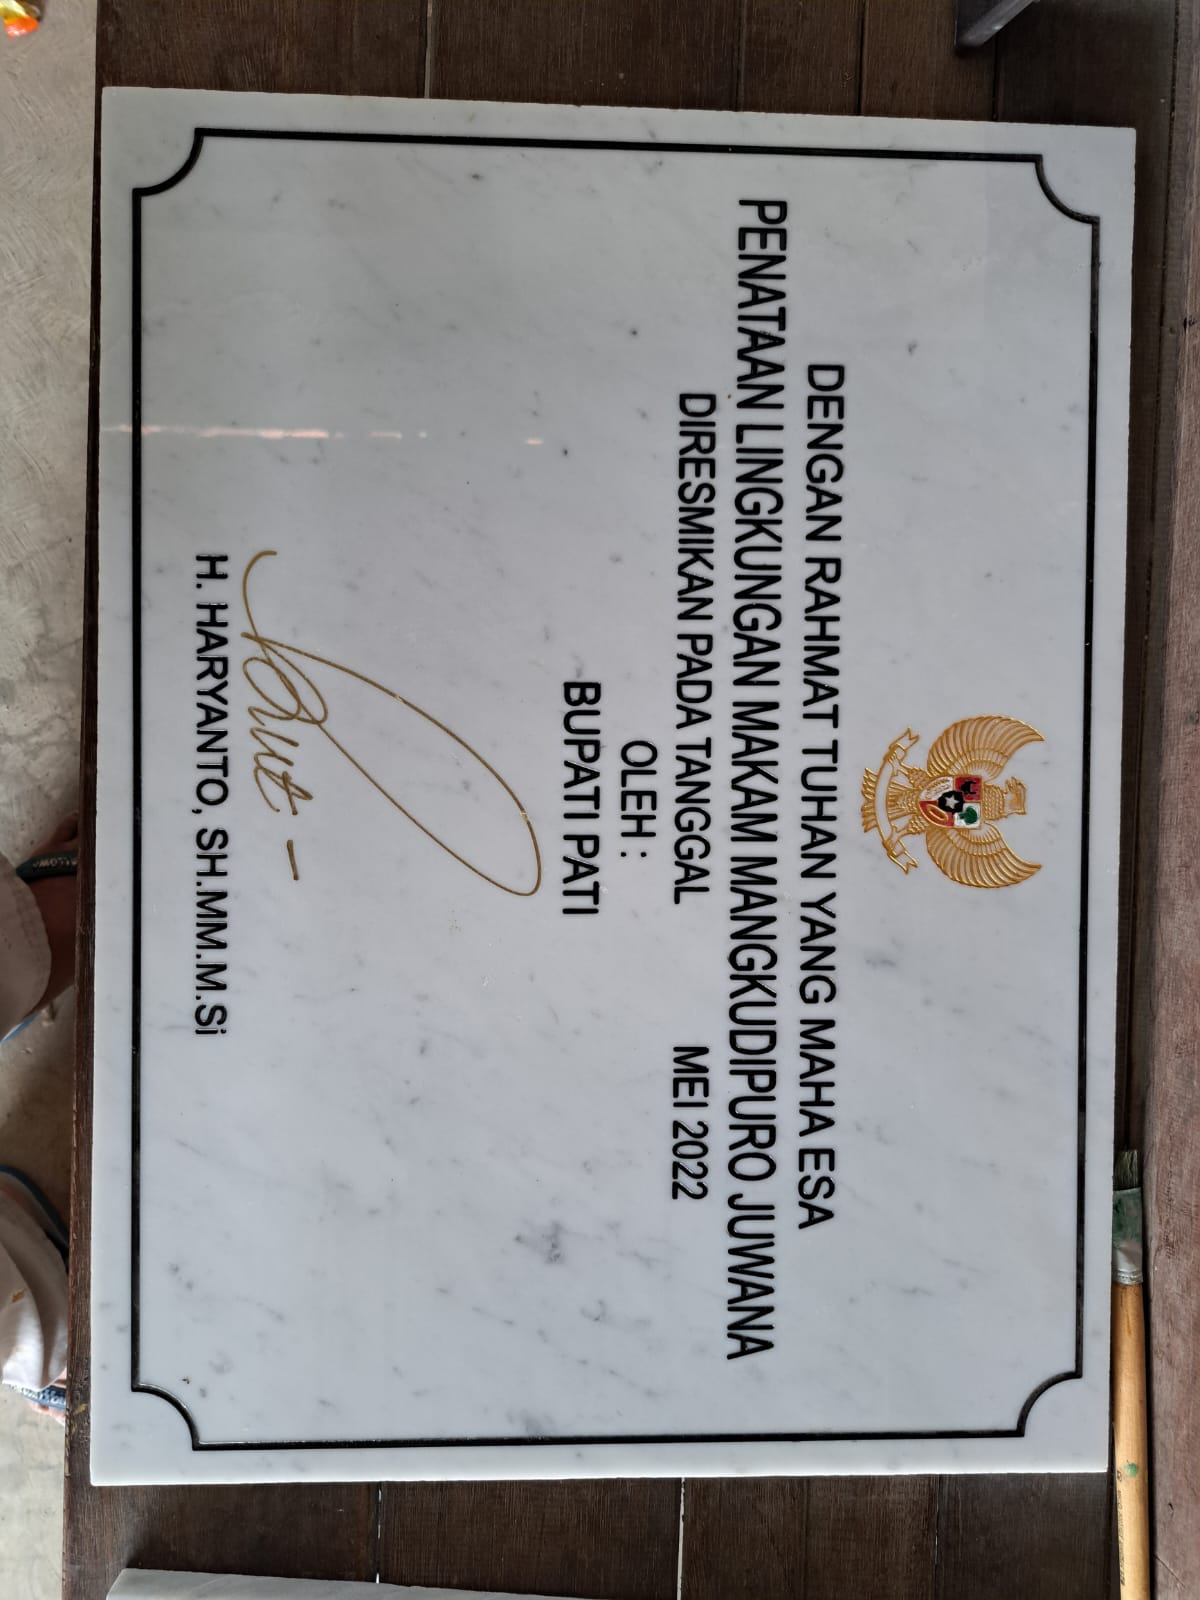 DENGAN RAHMAT TUHAN YANG MAHA ESA
PENATAAN LINGKUNGAN MAKAM MANGKUDIPURO JUWANA
DIRESMIKAN PADA TANGGAL MEI 2022
OLEH :
BUPATI PATI
H. HARYANTO, SH.MM.M.Si